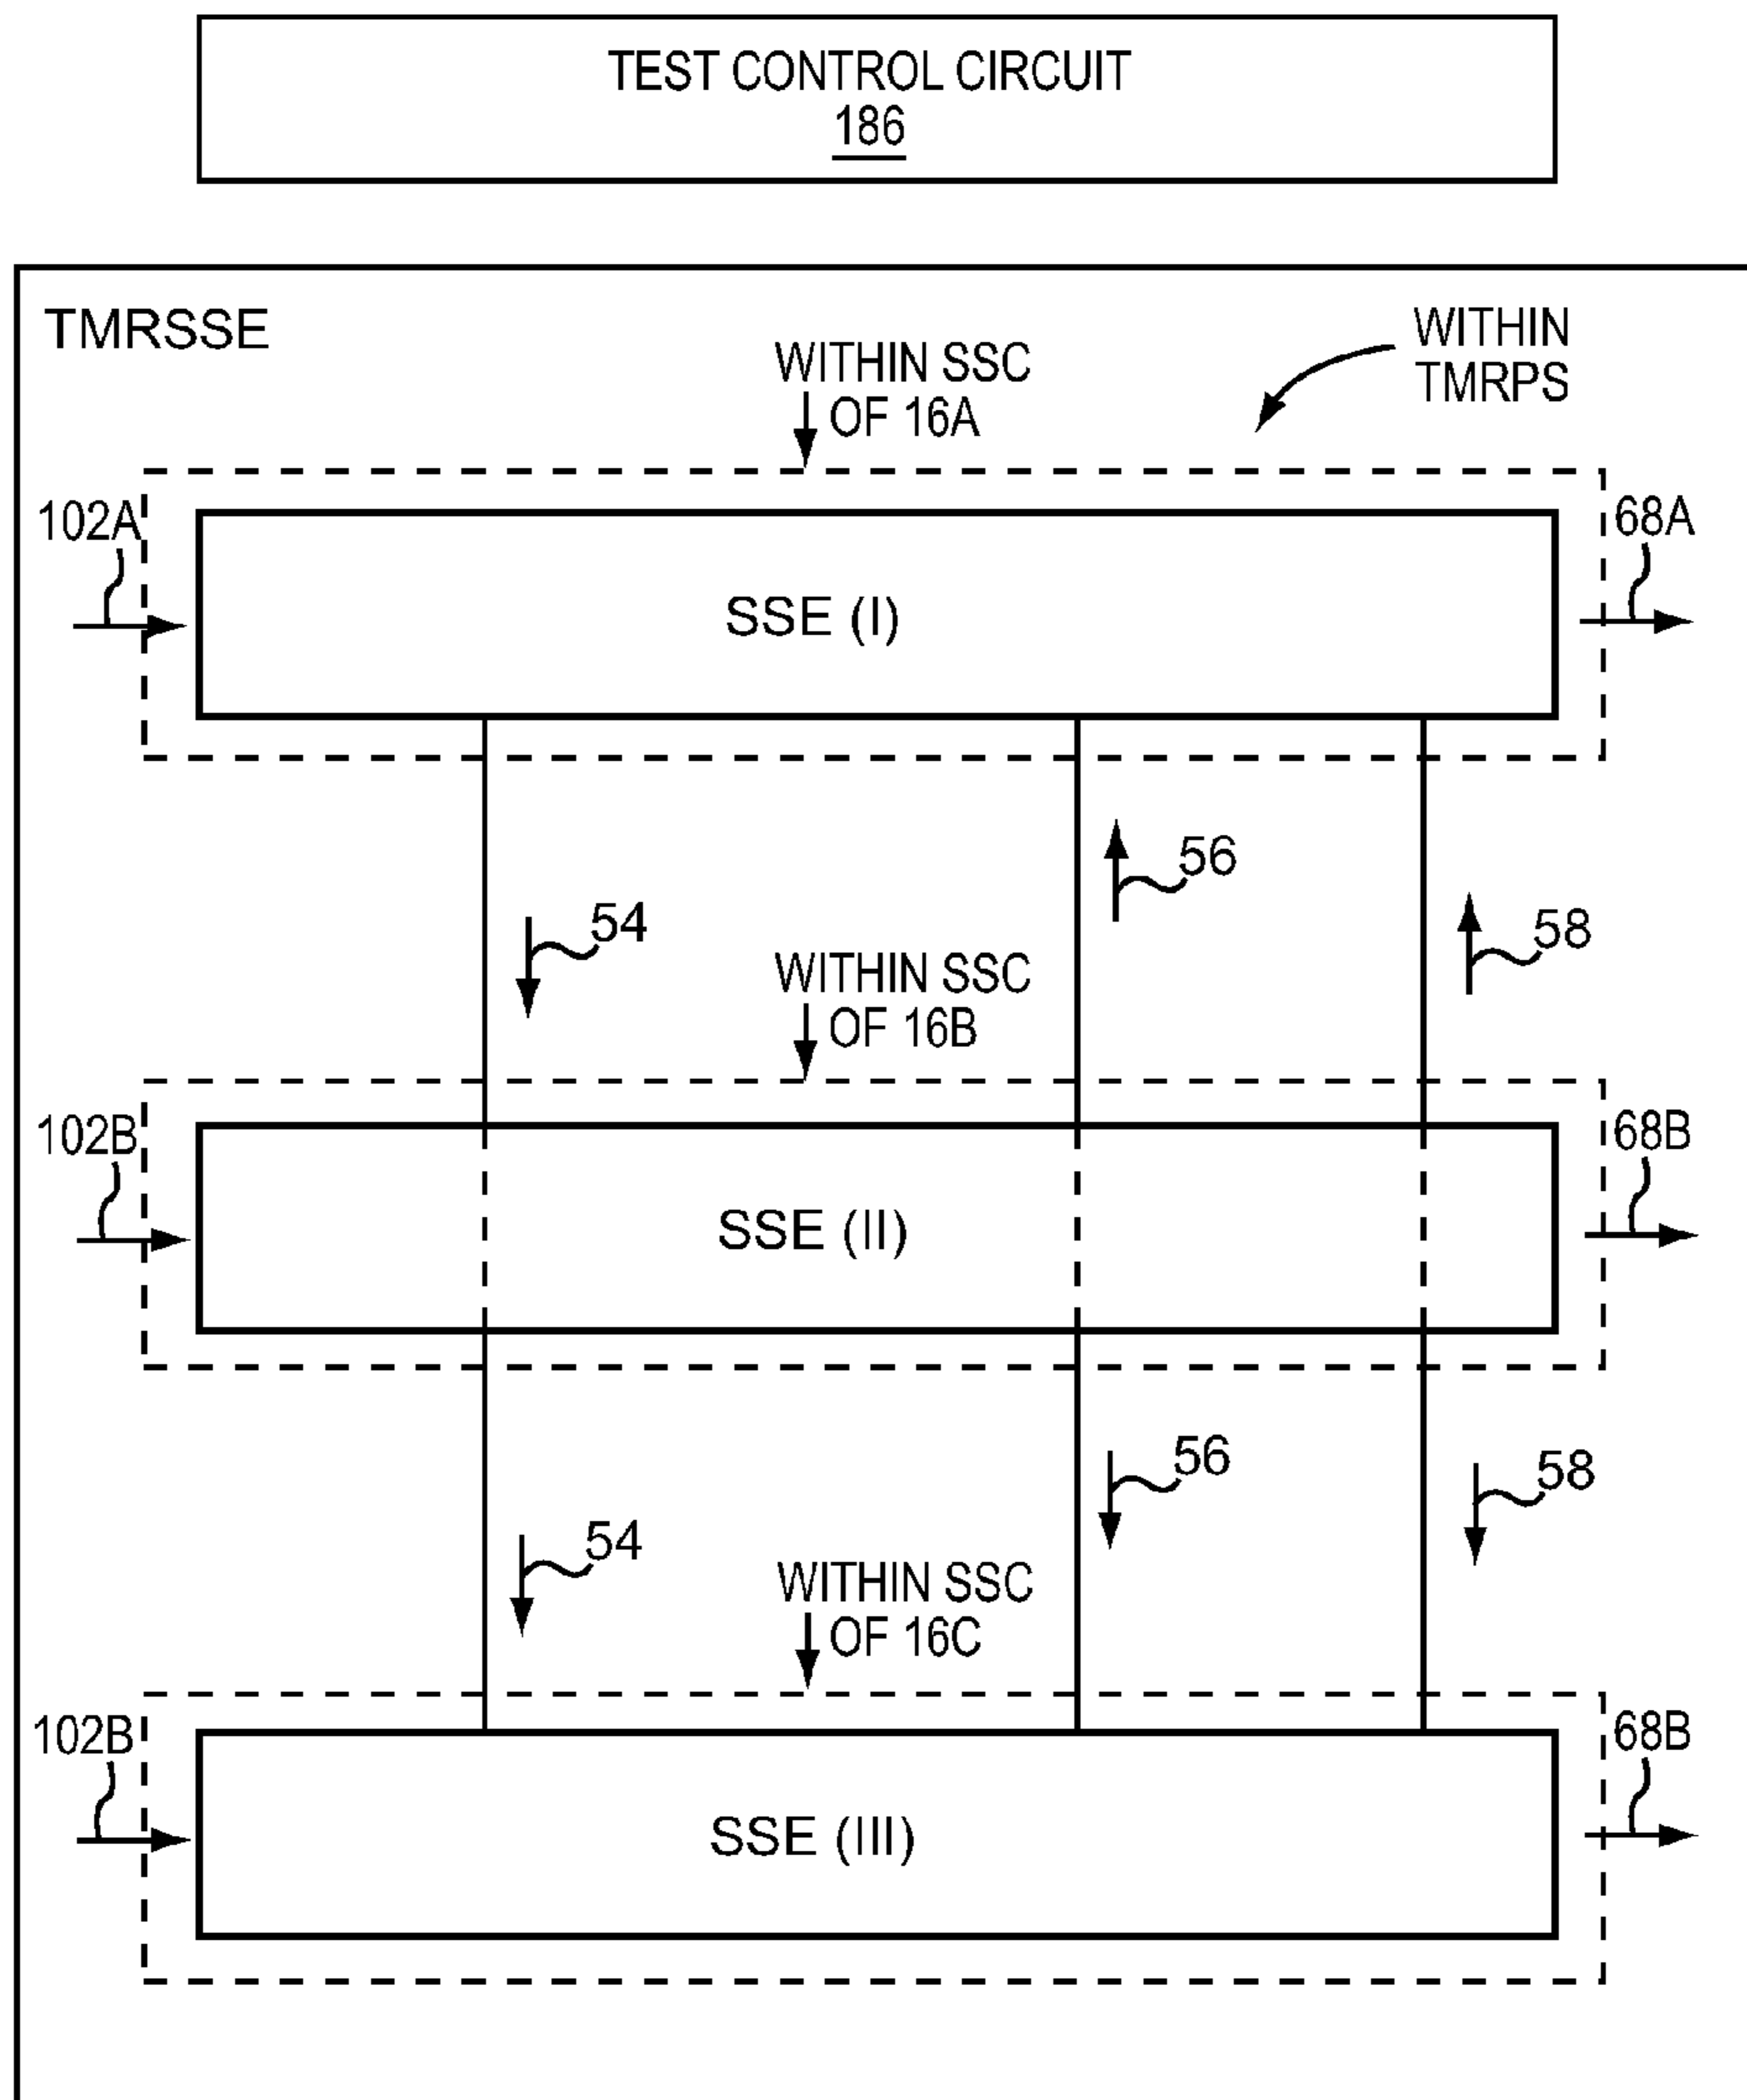 TEST CONTROL CIRCUIT
186
TMRSSE
WITHIN SSC
OF 16A
WITHIN
TMRPS
102A
68A
SSE (I)
56
54
58
WITHIN SSC
OF 16B
102B
68B
SSE (II)
56
58
54
WITHIN SSC
OF 16C
102B
68B
SSE (III)